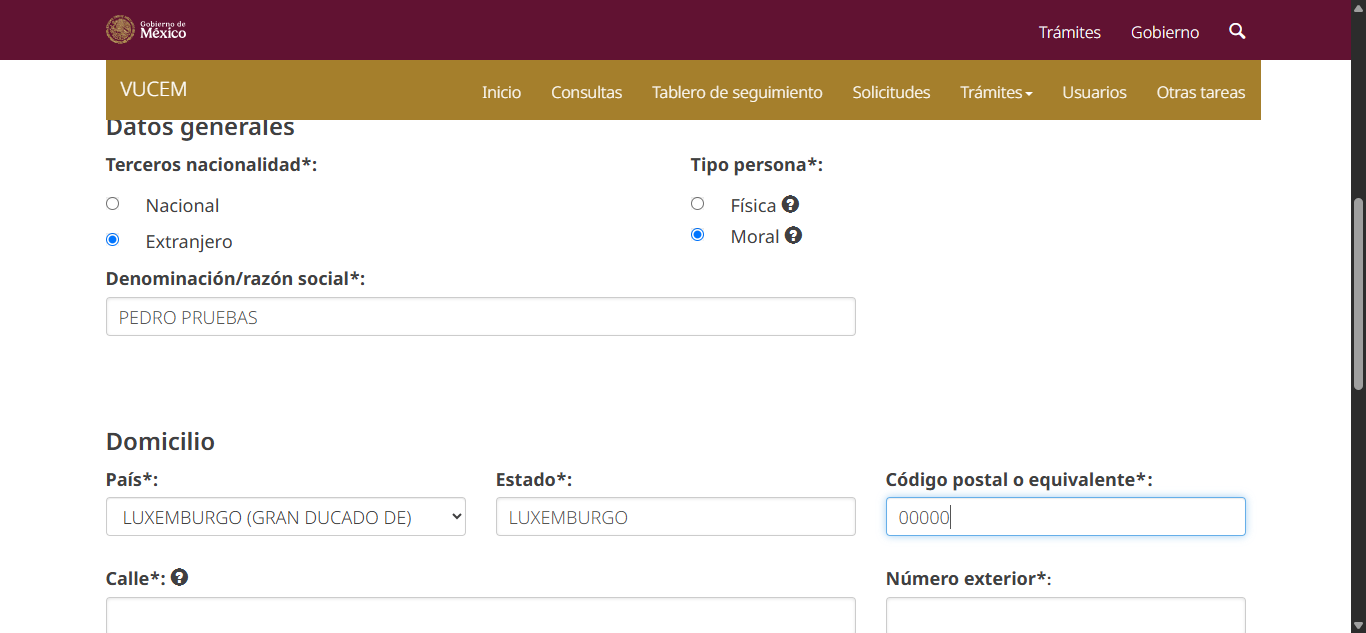 Gobierno de
México
Trámites
Gobierno
VUCEM
Inicio
Consultas
Tablero de seguimiento
Solicitudes
Trámites
Usuarios
Otras tareas
Datos generales
Terceros nacionalidad*:
Tipo persona*:
Nacional
Física
Extranjero
Moral
Denominación/razón social*:
PEDRO PRUEBAS
Domicilio
País*:
Estado*:
Código postal o equivalente*:
LUXEMBURGO (GRAN DUCADO DE)
LUXEMBURGO
00000
Calle*:
Número exterior*: